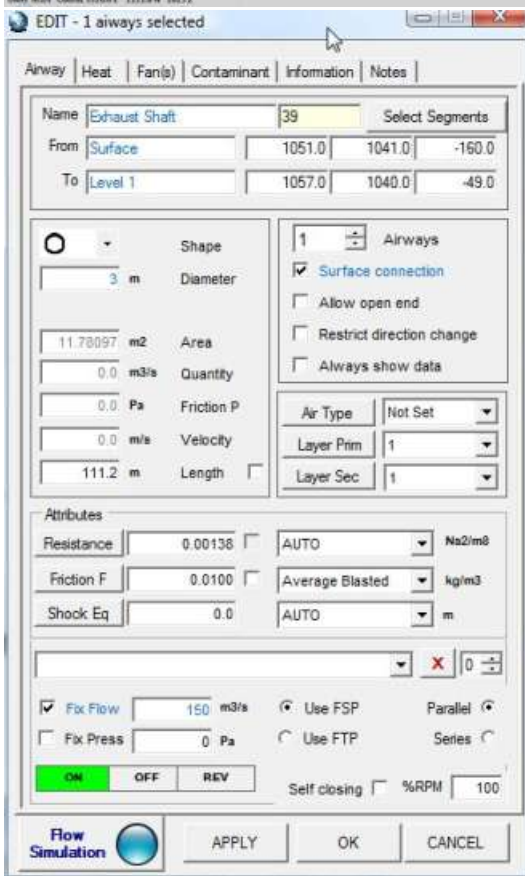 EDIT - 1 aiways selected
Airway Heat Fan(s) Contaminant Information Notes
Name Exhaust Shaft 39 Select Segments
From Surface 1051.0 1041.0 -160.0
To Level 1 1057.0 1040.0 -49.0
O Shape
3 m Diameter
11.78097 m2 Area
0.0 m3/s Quantity
0.0 Pa Friction P
0.0 m/s Velocity
111.2 m Length
1 Airways
Surface connection
Allow open end
Restrict direction change
Always show data
Air Type Not Set
Layer Prim 1
Layer Sec 1
Attributes
Resistance 0.00138 AUTO Ns2/m8
Friction F 0.0100 Average Blasted kg/m3
Shock Eq 0.0 AUTO m
X 0
Fix Flow 150 m3/s Use FSP Parallel
Fix Press 0 Pa Use FTP Series
ON OFF REV Self closing %RPM 100
Flow Simulation APPLY OK CANCEL